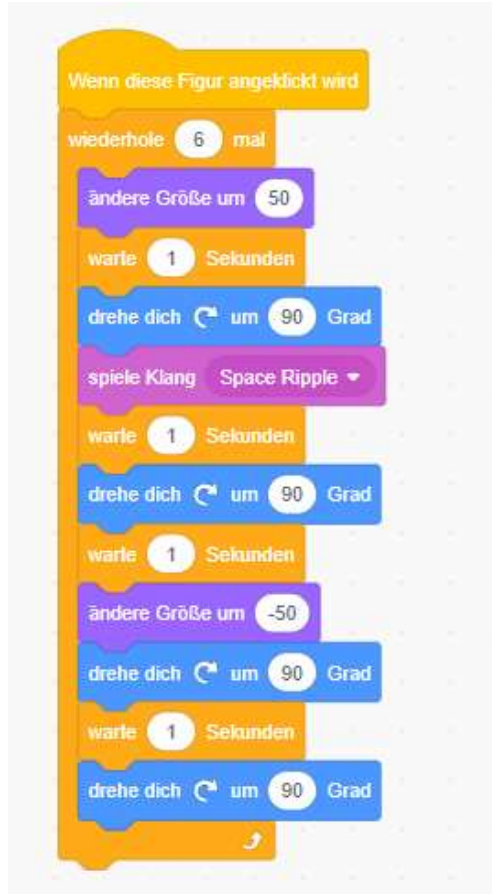 Wenn diese Figur angeklickt wird
wiederhole 6 mal
ändere Größe um 50
warte 1 Sekunden
drehe dich um 90 Grad
spiele Klang Space Ripple
warte 1 Sekunden
drehe dich um 90 Grad
warte 1 Sekunden
ändere Größe um -50
drehe dich um 90 Grad
warte 1 Sekunden
drehe dich um 90 Grad